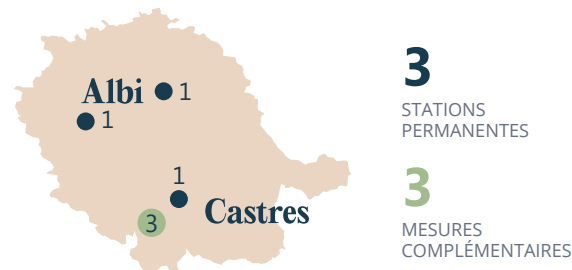 Albi
1
1
1
Castres
3
3
STATIONS
PERMANENTES
3
MESURES
COMPLÉMENTAIRES